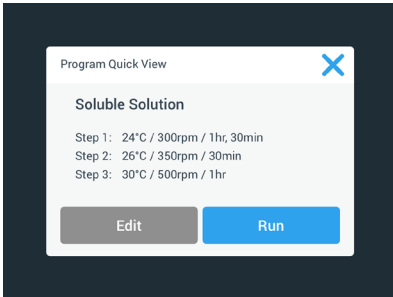 Program Quick View
Soluble Solution
Step 1: 24°C / 300rpm / 1hr, 30min
Step 2: 26°C / 350rpm / 30min
Step 3: 30°C / 500rpm / 1hr
Edit
Run